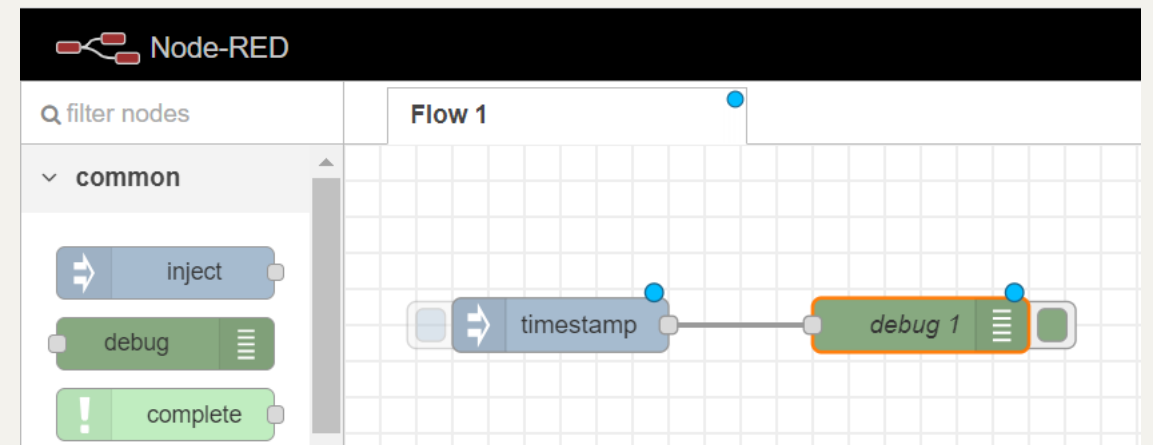 Node-RED
filter nodes
Flow 1
common
inject
timestamp
debug 1
debug
complete